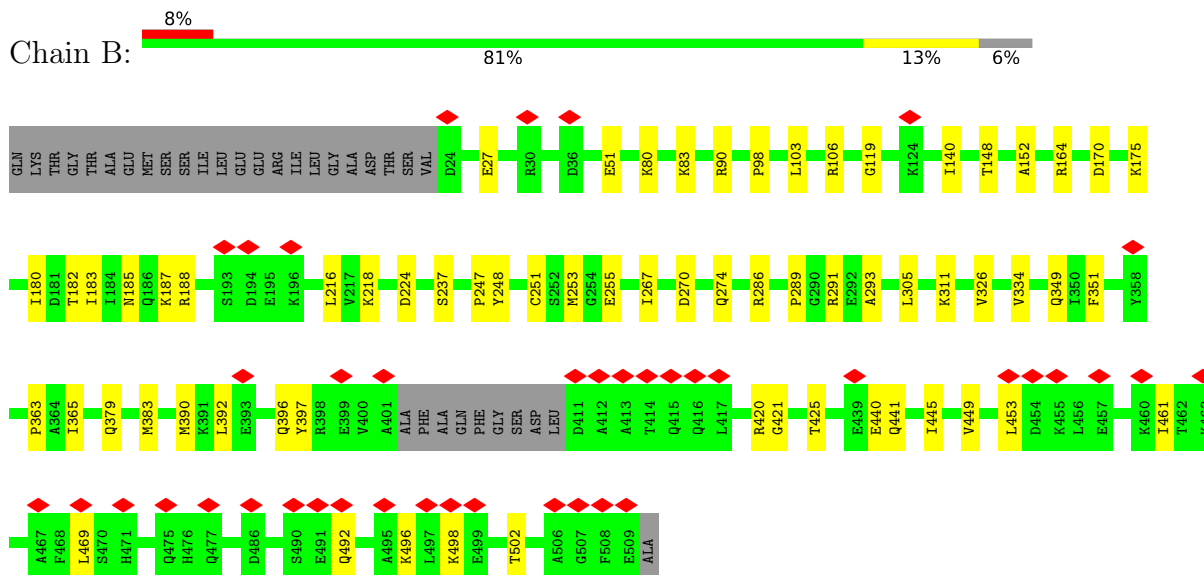 8%
Chain B:
81% 13% 6%
GLN LYS THR GLY THR THR ALA GLU MET SER SER ILE LEU GLU GLU ARG ILE LEU GLY ALA ASP THR SER VAL D24 E27 R30 D36 E51 K80 K83 R90 P98 L103 R106 G119 K124 I140 T148 A152 R164 D170 K175
I180 D181 T182 I183 I184 N185 Q186 K187 R188 S193 D194 E195 K196 L216 V217 K218 D224 S237 P247 Y248 C251 S252 M253 G254 E255 I267 D270 Q274 R286 P289 G290 R291 E292 A293 L305 K311 V326 V334 Q349 I350 F351 Y358
P363 A364 I365 Q379 M383 M390 K391 L392 E393 Q396 Y397 R398 E399 V400 A401 ALA PHE ALA GLN PHE GLY SER ASP LEU D411 A412 A413 T414 Q415 Q416 L417 R420 G421 T425 E439 E440 Q441 I445 V449 L453 D454 K455 L456 E457 K460 I461 T462
A467 F468 L469 S470 H471 Q475 H476 Q477 D486 S490 E491 Q492 A495 K496 L497 K498 E499 T502 A506 G507 F508 E509 ALA